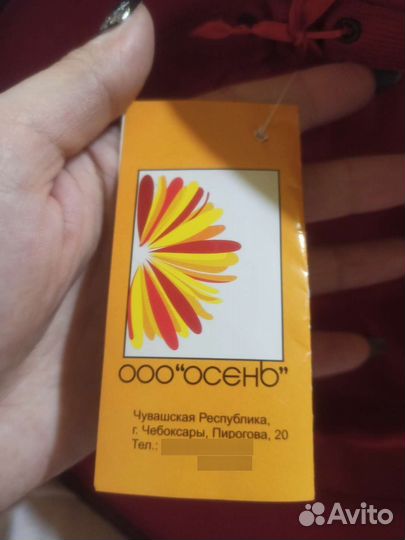 ООО "ОСЕНЬ"
Чувашская Республика,
г. Чебоксары, Пирогова, 20
Тел.:
Avito